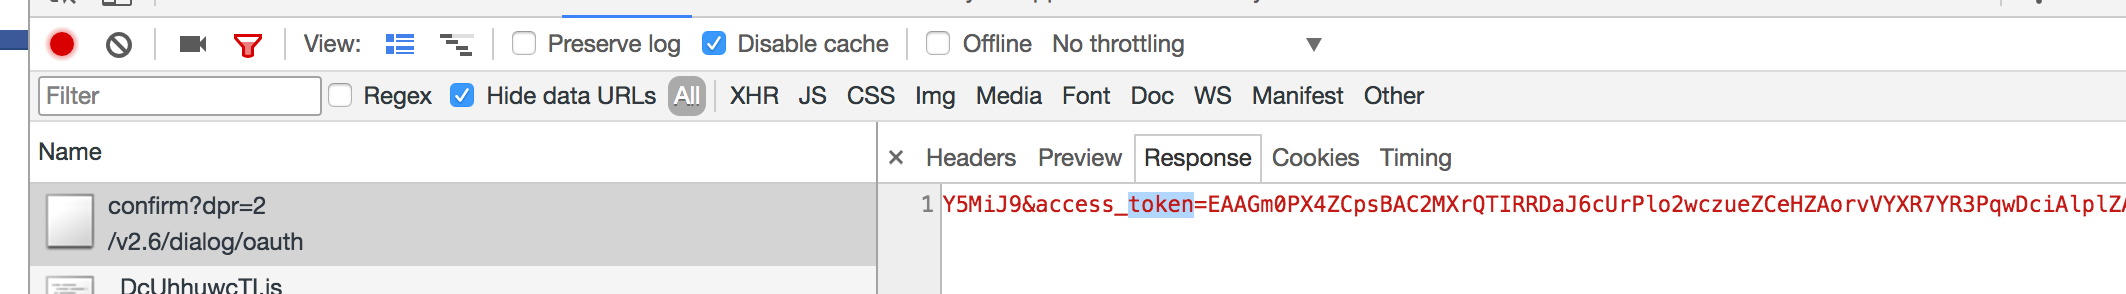 View: Preserve log Disable cache Offline No throttling
Filter Regex Hide data URLs All XHR JS CSS Img Media Font Doc WS Manifest Other
Name
Headers Preview Response Cookies Timing
confirm?dpr=2
/v2.6/dialog/oauth
1 Y5MiJ9&access_token=EAAGm0PX4ZCpsBAC2MXrQTIRRDaJ6cUrPlo2wczueZCeHZAorvVYXR7YR3PqwDciAlplZA